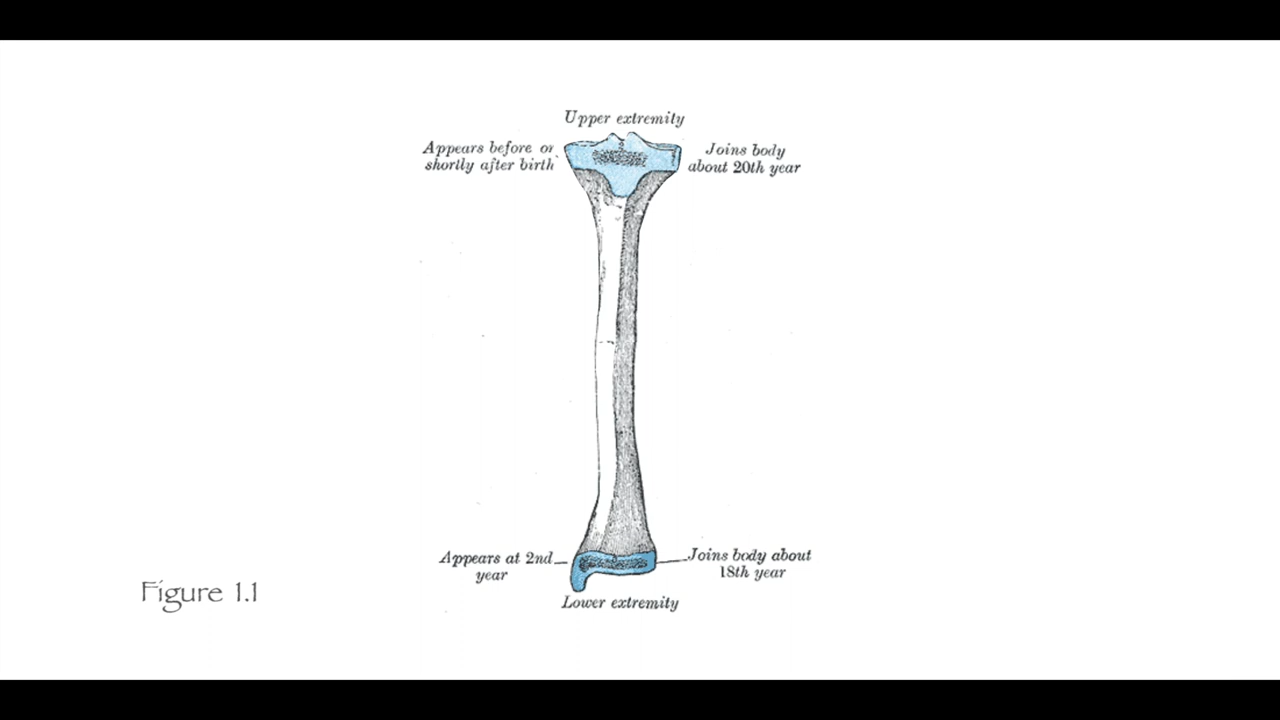 Upper extremity
Appears before or
shortly after birth
Joins body
about 20th year
Appears at 2nd
year
Joins body about
18th year
Lower extremity
Figure 1.1